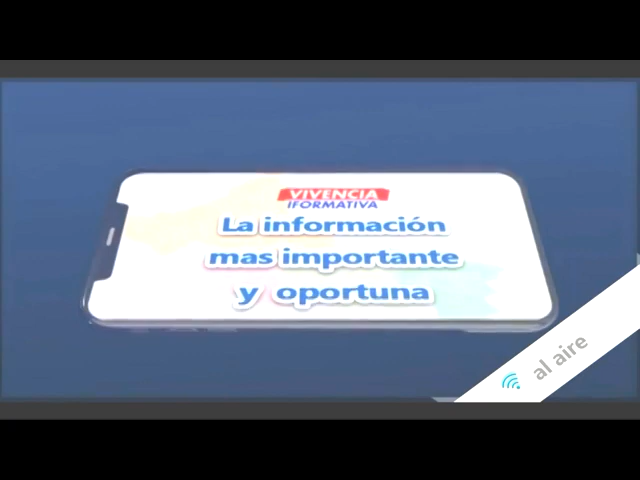 VIVENCIA
IFORMATIVA
La información
mas importante
y oportuna
al aire